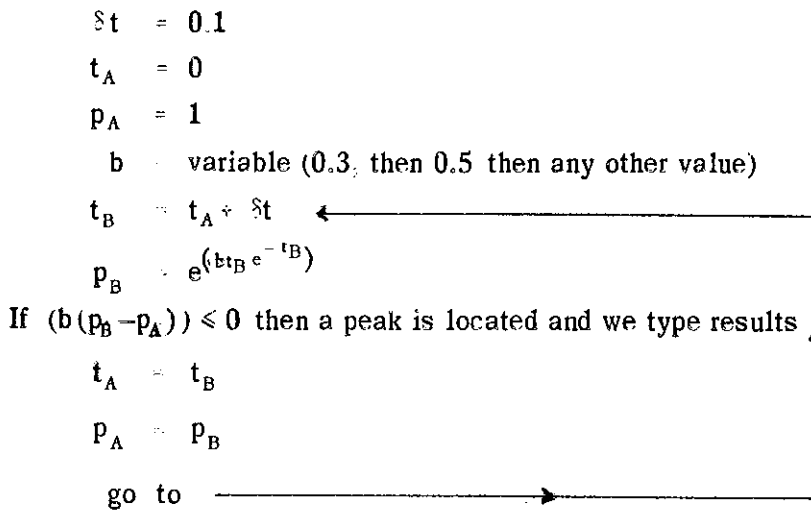 δt = 0.1
t_A = 0
p_A = 1
b = variable (0.3, then 0.5 then any other value)
t_B = t_A + δt
p_B = e^(bt_B e^-t_B)
If (b(p_B-p_A)) ⩽ 0 then a peak is located and we type results
t_A = t_B
p_A = p_B
go to